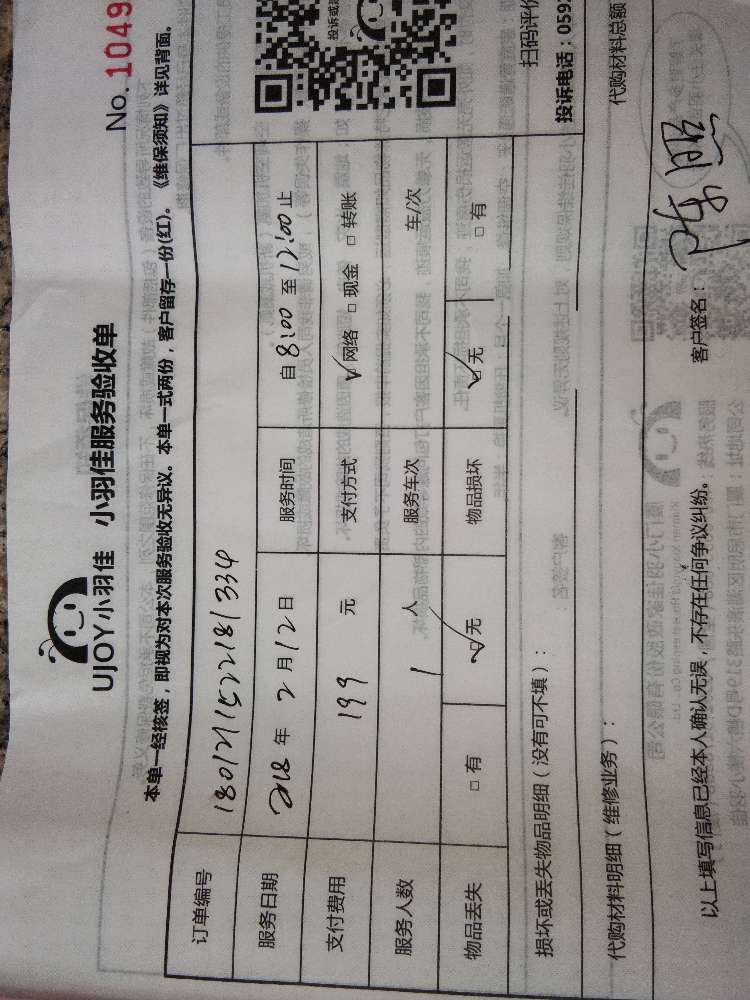 No. 1049
UJOY小羽佳 小羽佳服务验收单
本单一经核签，即视为对本次服务验收无异议。本单一式两份，客户留存一份(红)。《维保须知》详见背面。
订单编号 1801211522181334
服务日期 2018 年 2 月 12 日 服务时间 自 8:00 至 12:00 止
支付费用 199 元 支付方式 ☑ 网络 □ 现金 □ 转账
服务人数 1 人 服务车次 车/次
物品丢失 □ 有 ☑ 无 物品损坏 ☑ 无 □ 有
损坏或丢失物品明细（没有可不填）：
扫码评价
投诉电话：059
代购材料明细（维修业务）： 代购材料总额
以上填写信息已经本人确认无误，不存在任何争议纠纷。 客户签名：